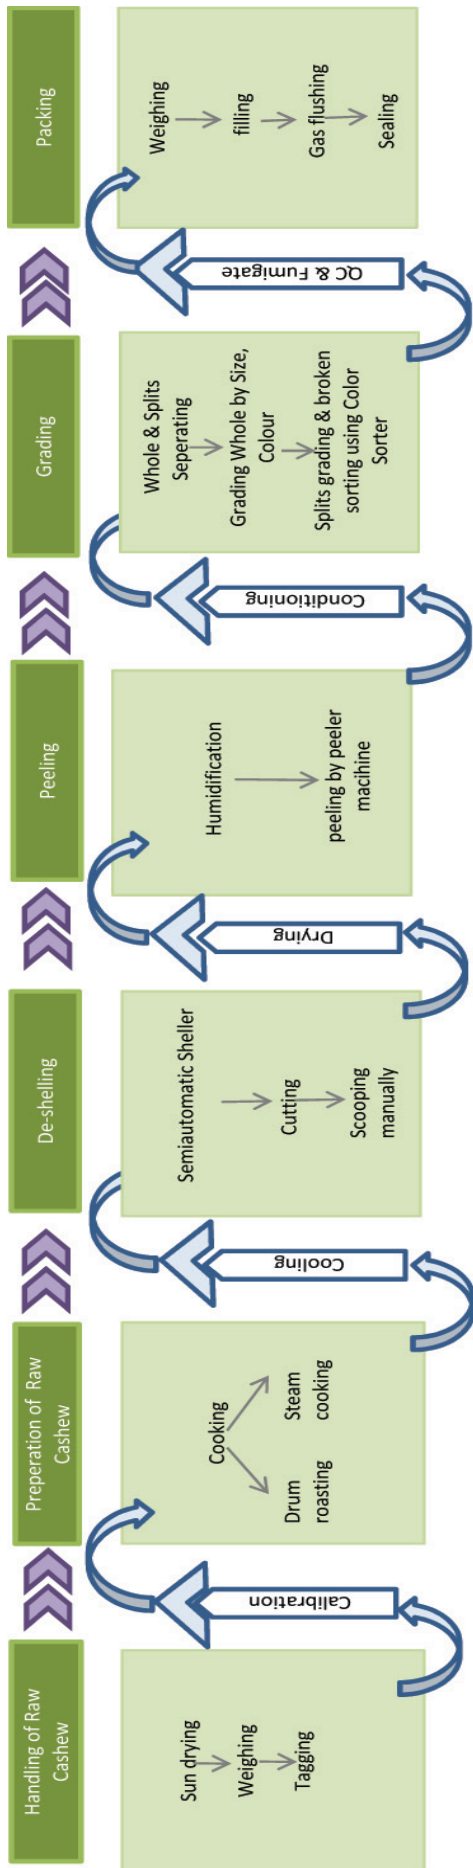 Handling of Raw
Cashew
Sun drying
Weighing
Tagging
Calibration
Preperation of Raw
Cashew
Cooking
Drum
roasting
Steam
cooking
Cooling
De-shelling
Semiautomatic Sheller
Cutting
Scooping
manually
Drying
Peeling
Humidification
peeling by peeler
macihine
Conditioning
Grading
Whole & Splits
Seperating
Grading Whole by Size,
Colour
Splits grading & broken
sorting using Color
Sorter
QC & Fumigate
Packing
Weighing
filling
Gas flushing
Sealing